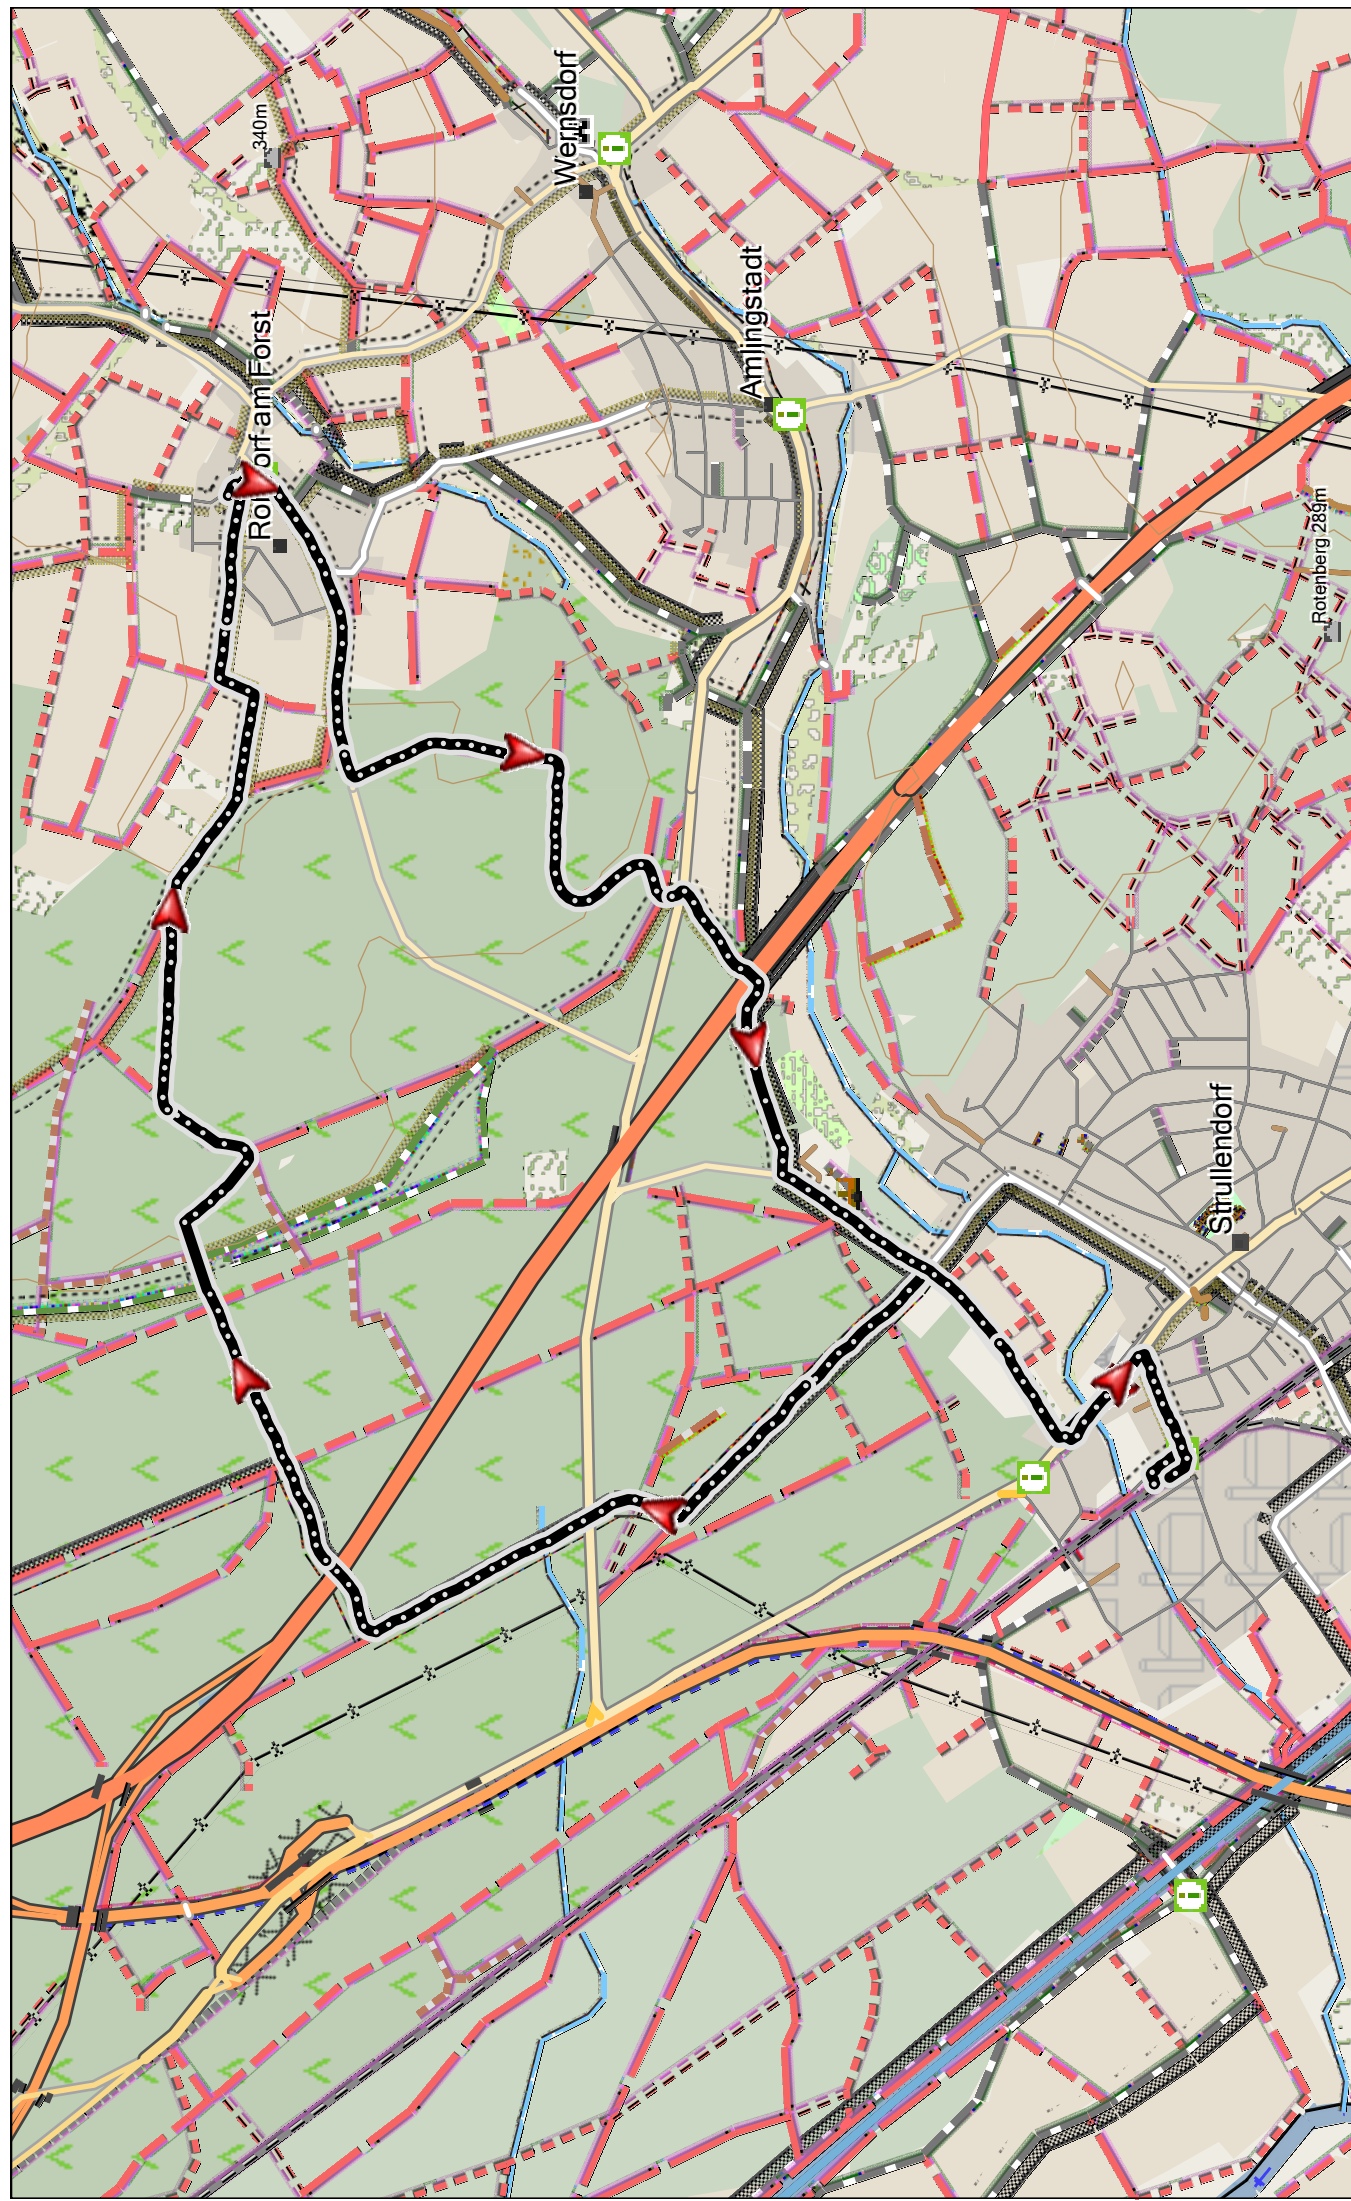 340m
Wernsdorf
Amlingstadt
Roßdorf am Forst
Rotenberg 289m
Strullendorf